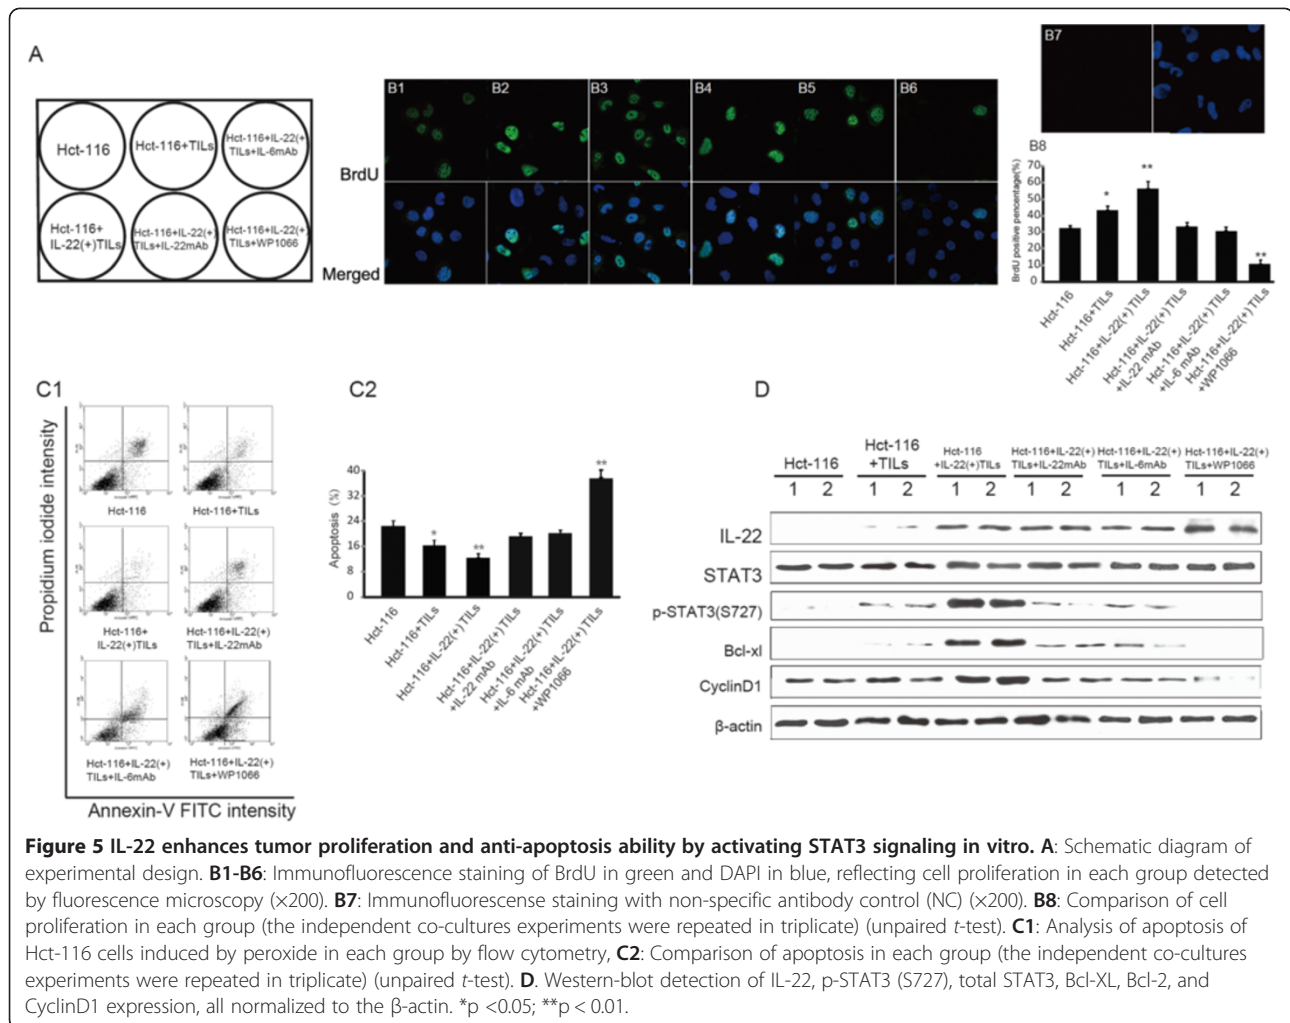 A
Hct-116
Hct-116+TILs
Hct-116+IL-22(+)
TILs+IL-6mAb
Hct-116+
IL-22(+)TILs
Hct-116+IL-22(+)
TILs+IL-22mAb
Hct-116+IL-22(+)
TILs+WP1066
B1
B2
B3
B4
B5
B6
BrdU
Merged
B7
B8
BrdU positive percentage(%)
70
60
50
40
30
20
10
0
*
**
**
Hct-116
Hct-116+TILs
Hct-116+IL-22(+)TILs
Hct-116+IL-22(+)TILs
+IL-22 mAb
Hct-116+IL-22(+)TILs
+IL-6 mAb
Hct-116+IL-22(+)TILs
+WP1066
C1
Propidium iodide intensity
Hct-116
Hct-116+TILs
Hct-116+
IL-22(+)TILs
Hct-116+IL-22(+)
TILs+IL-22mAb
Hct-116+IL-22(+)
TILs+IL-6mAb
Hct-116+IL-22(+)
TILs+WP1066
Annexin-V FITC intensity
C2
Apoptosis (%)
40
32
24
16
8
0
*
**
**
Hct-116
Hct-116+TILs
Hct-116+IL-22(+)TILs
Hct-116+IL-22(+)TILs
+IL-22 mAb
Hct-116+IL-22(+)TILs
+IL-6 mAb
Hct-116+IL-22(+)TILs
+WP1066
D
Hct-116
Hct-116
+TILs
Hct-116
+IL-22(+)TILs
Hct-116+IL-22(+)
TILs+IL-22mAb
Hct-116+IL-22(+)
TILs+IL-6mAb
Hct-116+IL-22(+)
TILs+WP1066
1 2 1 2 1 2 1 2 1 2 1 2
IL-22
STAT3
p-STAT3(S727)
Bcl-xl
CyclinD1
β-actin
Figure 5 IL-22 enhances tumor proliferation and anti-apoptosis ability by activating STAT3 signaling in vitro. A: Schematic diagram of
experimental design. B1-B6: Immunofluorescence staining of BrdU in green and DAPI in blue, reflecting cell proliferation in each group detected
by fluorescence microscopy (×200). B7: Immunofluorescense staining with non-specific antibody control (NC) (×200). B8: Comparison of cell
proliferation in each group (the independent co-cultures experiments were repeated in triplicate) (unpaired t-test). C1: Analysis of apoptosis of
Hct-116 cells induced by peroxide in each group by flow cytometry, C2: Comparison of apoptosis in each group (the independent co-cultures
experiments were repeated in triplicate) (unpaired t-test). D. Western-blot detection of IL-22, p-STAT3 (S727), total STAT3, Bcl-XL, Bcl-2, and
CyclinD1 expression, all normalized to the β-actin. *p <0.05; **p < 0.01.